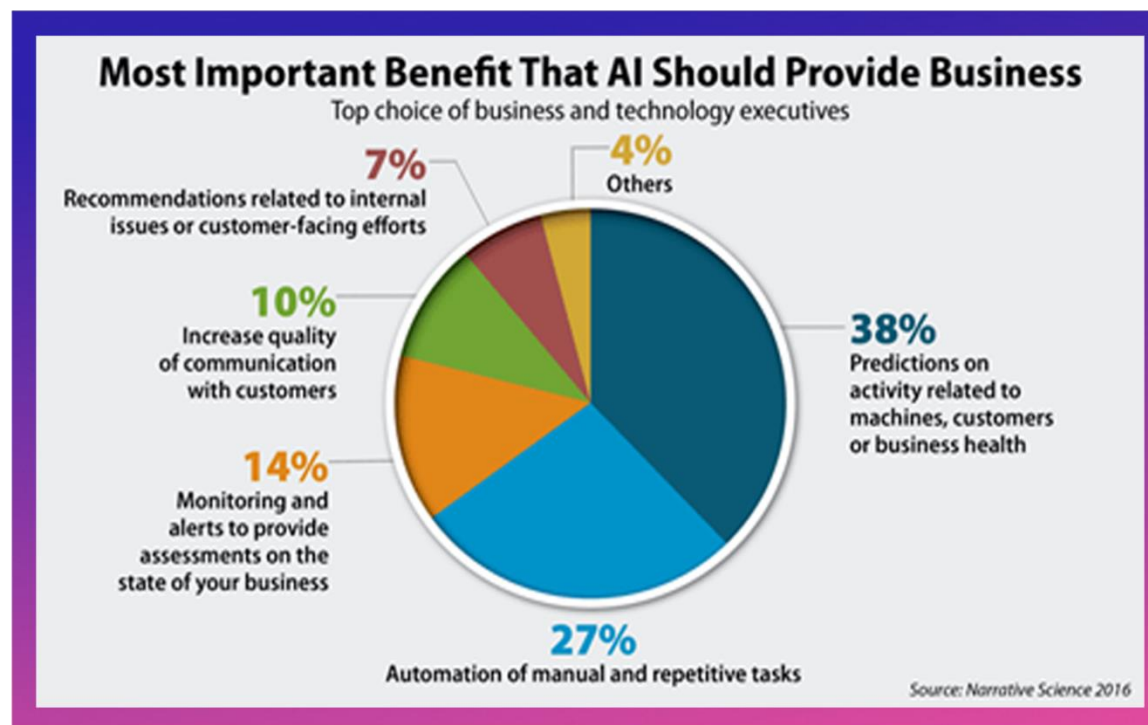 Most Important Benefit That AI Should Provide Business
Top choice of business and technology executives
7%
Recommendations related to internal
issues or customer-facing efforts
4%
Others
10%
Increase quality
of communication
with customers
38%
Predictions on
activity related to
machines, customers
or business health
14%
Monitoring and
alerts to provide
assessments on the
state of your business
27%
Automation of manual and repetitive tasks
Source: Narrative Science 2016